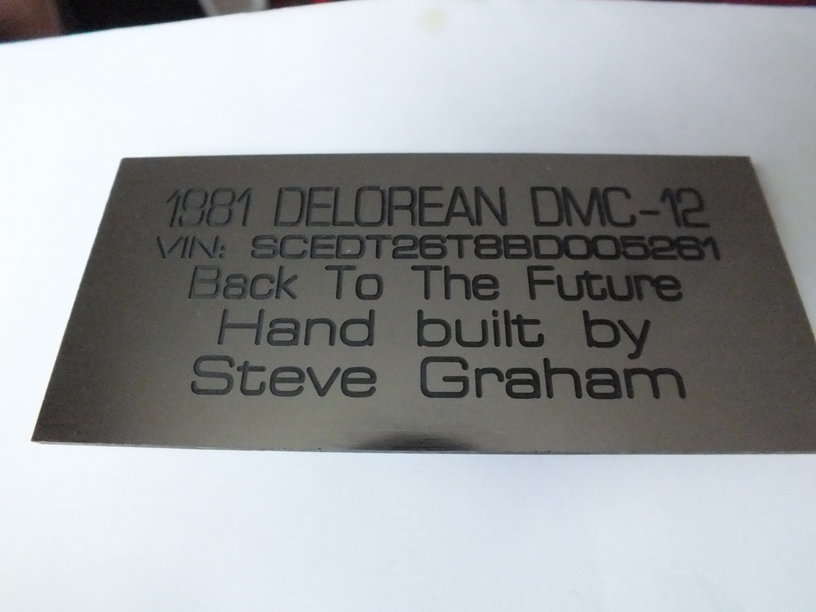 1981 DELOREAN DMC-12
VIN: SCEDT26T8BD005261
Back To The Future
Hand built by
Steve Graham